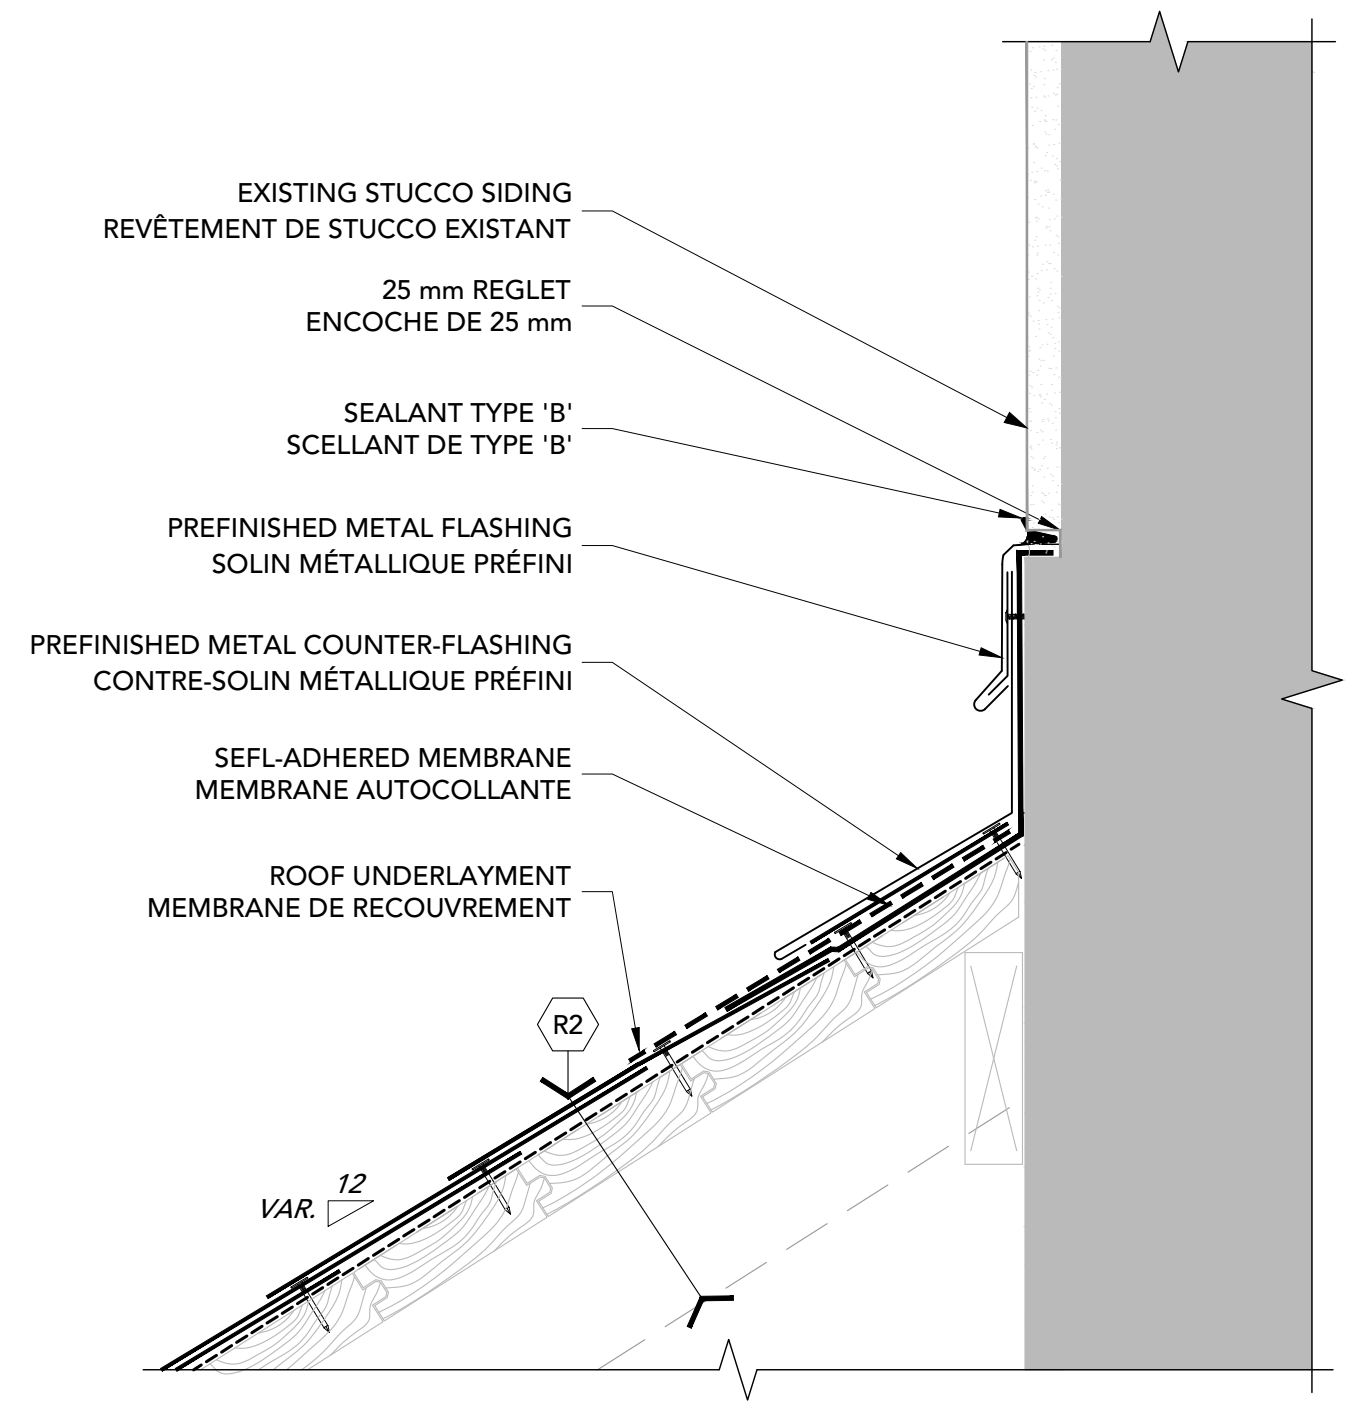 EXISTING STUCCO SIDING
REVÊTEMENT DE STUCCO EXISTANT
25 mm REGLET
ENCOCHE DE 25 mm
SEALANT TYPE 'B'
SCELLANT DE TYPE 'B'
PREFINISHED METAL FLASHING
SOLIN MÉTALLIQUE PRÉFINI
PREFINISHED METAL COUNTER-FLASHING
CONTRE-SOLIN MÉTALLIQUE PRÉFINI
SEFL-ADHERED MEMBRANE
MEMBRANE AUTOCOLLANTE
ROOF UNDERLAYMENT
MEMBRANE DE RECOUVREMENT
R2
12
VAR.